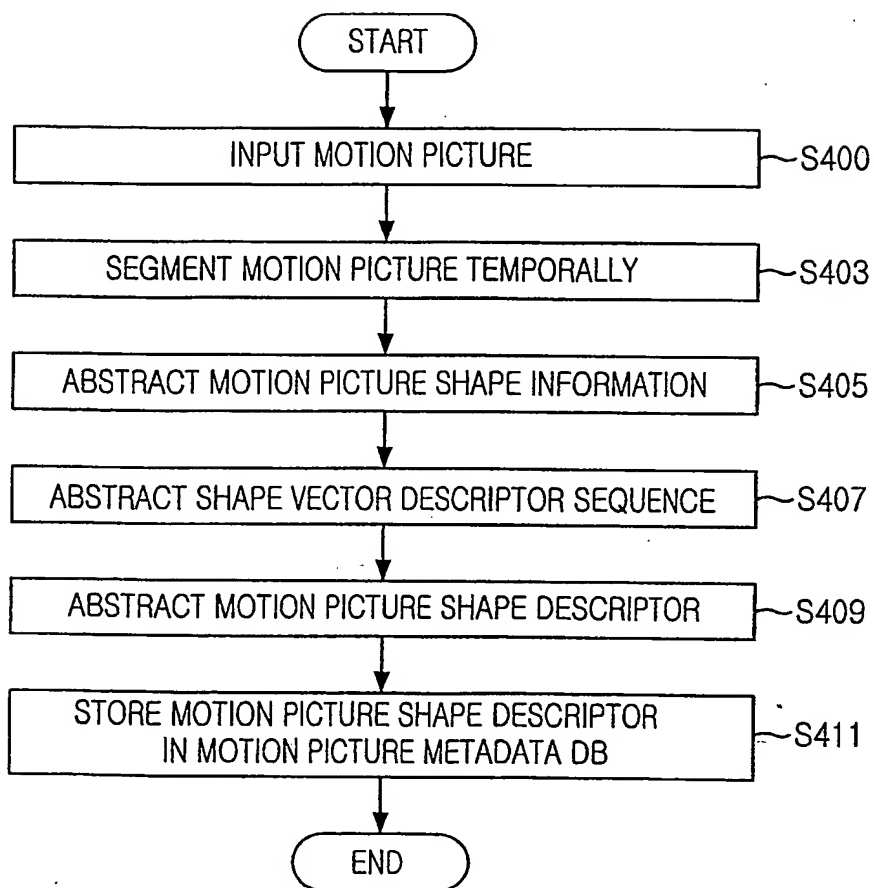 START
INPUT MOTION PICTURE
S400
SEGMENT MOTION PICTURE TEMPORALLY
S403
ABSTRACT MOTION PICTURE SHAPE INFORMATION
S405
ABSTRACT SHAPE VECTOR DESCRIPTOR SEQUENCE
S407
ABSTRACT MOTION PICTURE SHAPE DESCRIPTOR
S409
STORE MOTION PICTURE SHAPE DESCRIPTOR
IN MOTION PICTURE METADATA DB
S411
END